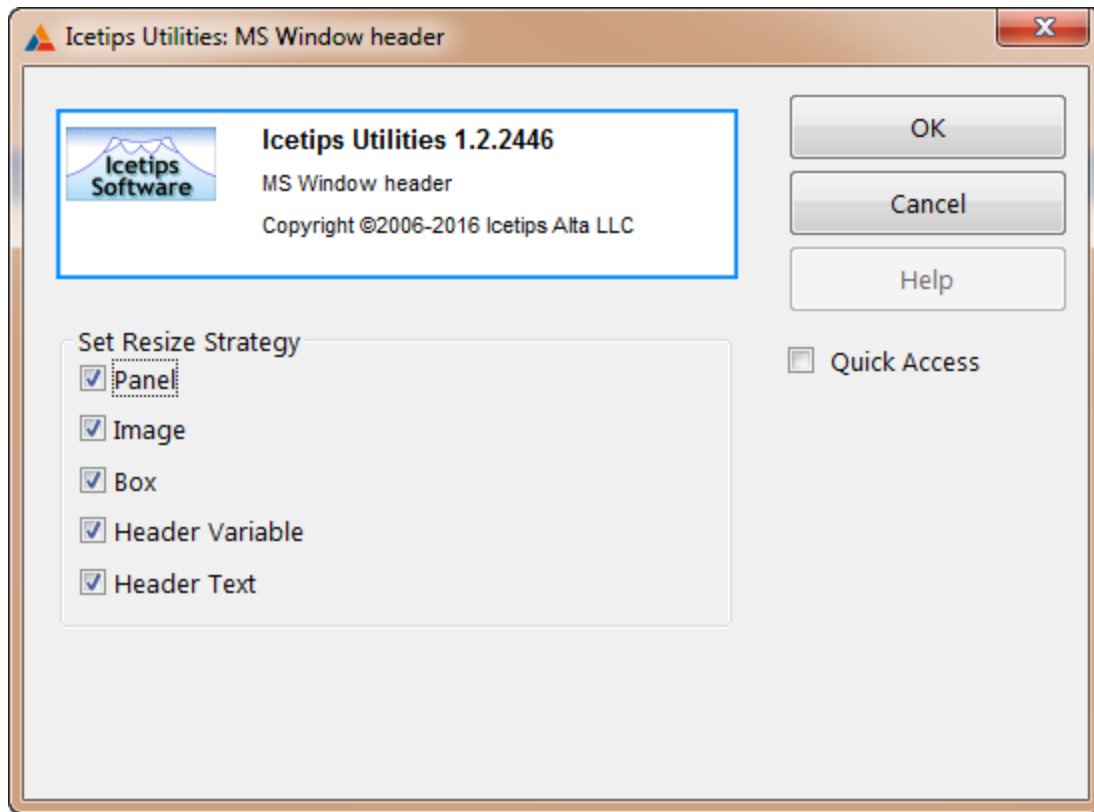 Icetips Utilities: MS Window header
Icetips
Software
Icetips Utilities 1.2.2446
MS Window header
Copyright ©2006-2016 Icetips Alta LLC
OK
Cancel
Help
Quick Access
Set Resize Strategy
Panel
Image
Box
Header Variable
Header Text